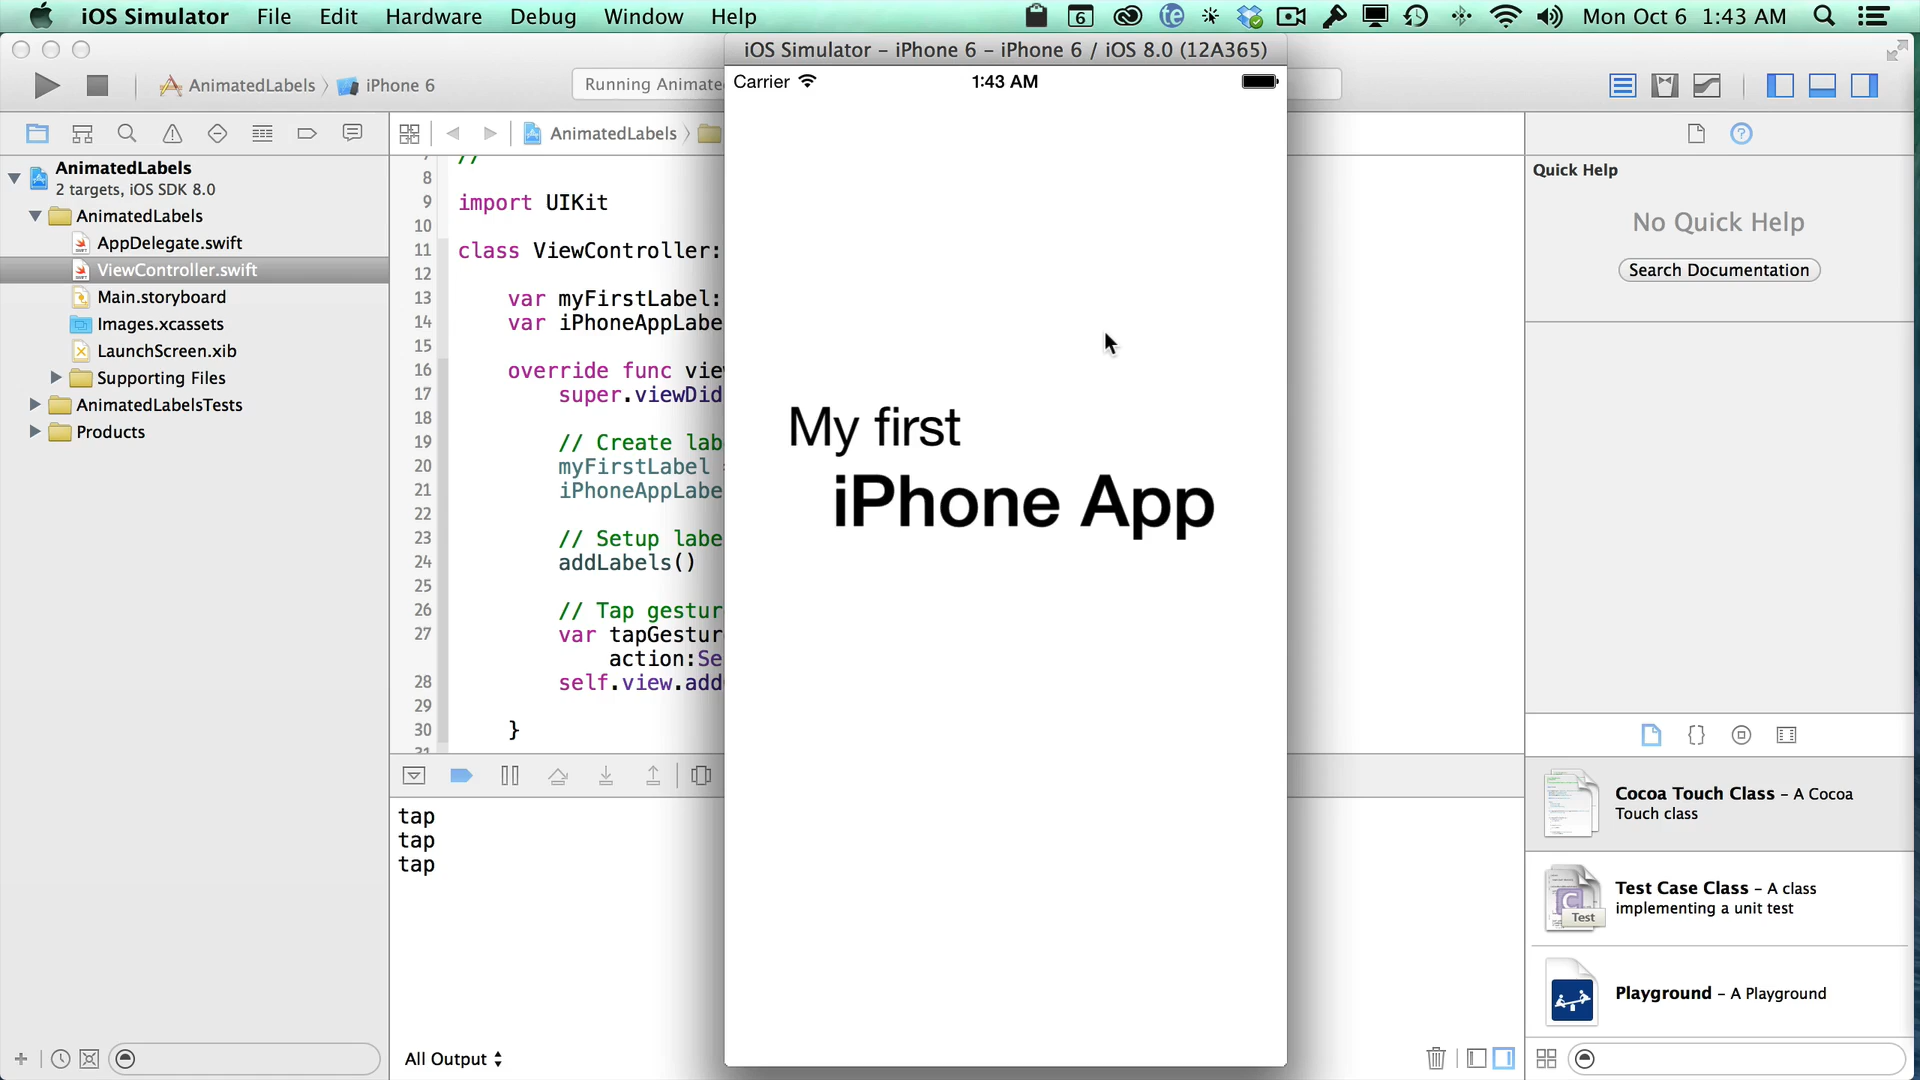 iOS Simulator File Edit Hardware Debug Window Help 6 te Mon Oct 6 1:43 AM
iOS Simulator – iPhone 6 – iPhone 6 / iOS 8.0 (12A365)
AnimatedLabels iPhone 6
Running Animate
Carrier 1:43 AM
AnimatedLabels
2 targets, iOS SDK 8.0
AnimatedLabels
AppDelegate.swift
ViewController.swift
Main.storyboard
Images.xcassets
LaunchScreen.xib
Supporting Files
AnimatedLabelsTests
Products
AnimatedLabels
7 //
8
9 import UIKit
10
11 class ViewController:
12
13 var myFirstLabel:
14 var iPhoneAppLabe
15
16 override func vie
17 super.viewDid
18
19 // Create lab
20 myFirstLabel =
21 iPhoneAppLabe
22
23 // Setup labe
24 addLabels()
25
26 // Tap gestur
27 var tapGestur
action:Se
28 self.view.add
29
30 }
31
tap
tap
tap
All Output
My first
iPhone App
Quick Help
No Quick Help
Search Documentation
{}
Cocoa Touch Class – A Cocoa
Touch class
Test Case Class – A class
implementing a unit test
C
Test
Playground – A Playground